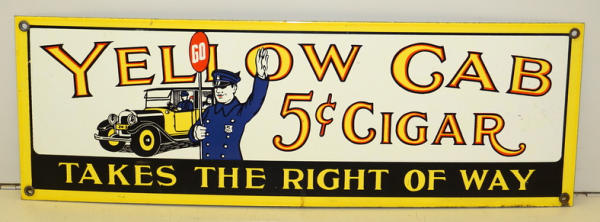 YELLOW CAB
GO
5¢ CIGAR
TAKES THE RIGHT OF WAY